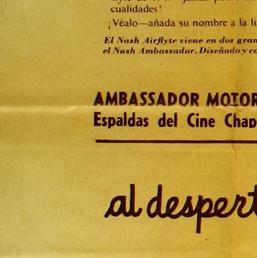 cualidades!
¡Véalo—añada su nombre a la li
El Nash Airflyte viene en dos gran
el Nash Ambassador. Diseñado y co
AMBASSADOR MOTOR
Espaldas del Cine Chap
al despert